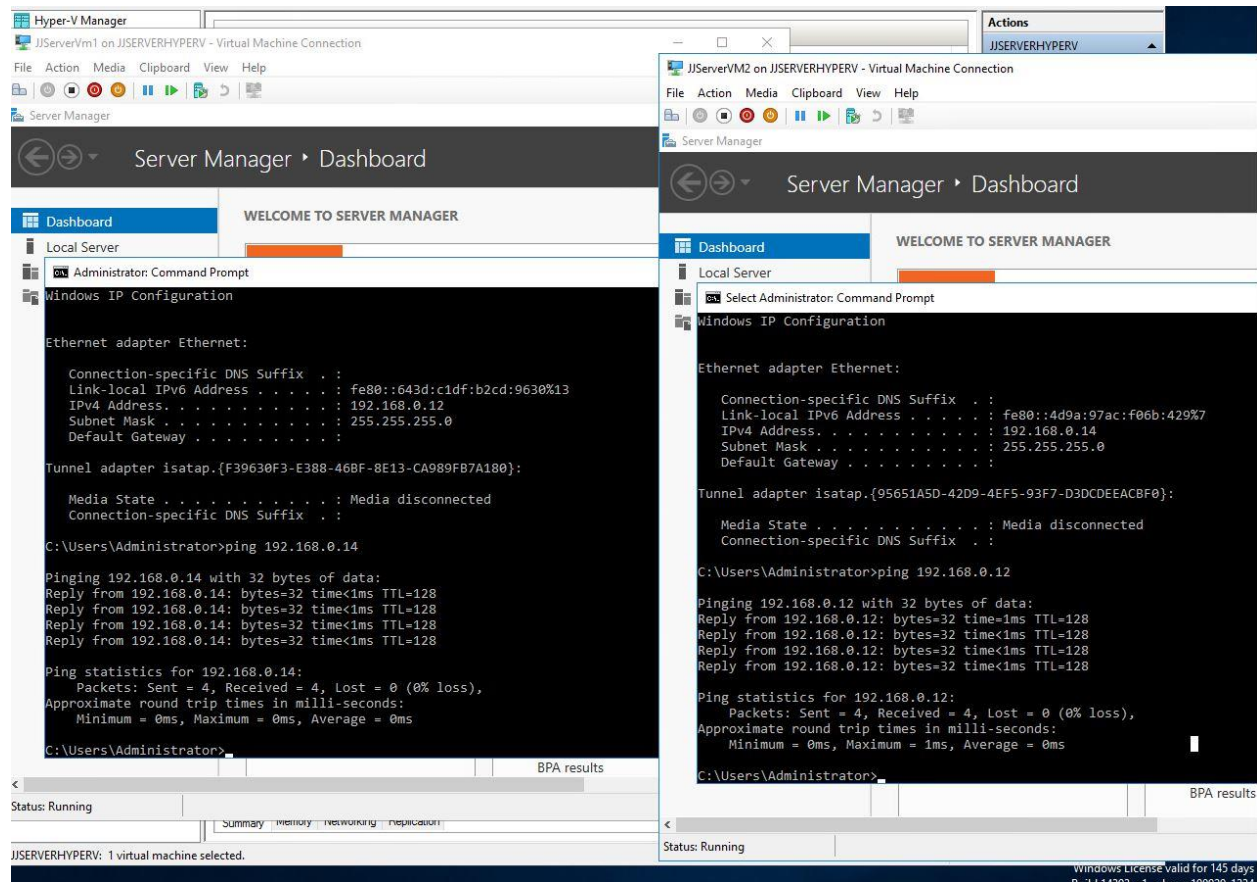 Hyper-V Manager
Actions
JJSERVERHYPERV
JJServerVm1 on JJSERVERHYPERV - Virtual Machine Connection
File Action Media Clipboard View Help
Server Manager
Server Manager • Dashboard
Dashboard
Local Server
WELCOME TO SERVER MANAGER
Administrator: Command Prompt
Windows IP Configuration
Ethernet adapter Ethernet:
Connection-specific DNS Suffix . :
Link-local IPv6 Address . . . . . : fe80::643d:c1df:b2cd:9630%13
IPv4 Address. . . . . . . . . . . : 192.168.0.12
Subnet Mask . . . . . . . . . . . : 255.255.255.0
Default Gateway . . . . . . . . . :
Tunnel adapter isatap.{F39630F3-E388-46BF-8E13-CA989FB7A180}:
Media State . . . . . . . . . . . : Media disconnected
Connection-specific DNS Suffix . :
C:\Users\Administrator>ping 192.168.0.14
Pinging 192.168.0.14 with 32 bytes of data:
Reply from 192.168.0.14: bytes=32 time<1ms TTL=128
Reply from 192.168.0.14: bytes=32 time<1ms TTL=128
Reply from 192.168.0.14: bytes=32 time<1ms TTL=128
Reply from 192.168.0.14: bytes=32 time<1ms TTL=128
Ping statistics for 192.168.0.14:
Packets: Sent = 4, Received = 4, Lost = 0 (0% loss),
Approximate round trip times in milli-seconds:
Minimum = 0ms, Maximum = 0ms, Average = 0ms
C:\Users\Administrator>_
BPA results
Status: Running
Summary Memory Networking Replication
JJSERVERHYPERV: 1 virtual machine selected.
JJServerVM2 on JJSERVERHYPERV - Virtual Machine Connection
File Action Media Clipboard View Help
Server Manager
Server Manager • Dashboard
Dashboard
Local Server
WELCOME TO SERVER MANAGER
Select Administrator: Command Prompt
Windows IP Configuration
Ethernet adapter Ethernet:
Connection-specific DNS Suffix . :
Link-local IPv6 Address . . . . . : fe80::4d9a:97ac:f06b:429%7
IPv4 Address. . . . . . . . . . . : 192.168.0.14
Subnet Mask . . . . . . . . . . . : 255.255.255.0
Default Gateway . . . . . . . . . :
Tunnel adapter isatap.{95651A5D-42D9-4EF5-93F7-D3DCDEEACBF0}:
Media State . . . . . . . . . . . : Media disconnected
Connection-specific DNS Suffix . :
C:\Users\Administrator>ping 192.168.0.12
Pinging 192.168.0.12 with 32 bytes of data:
Reply from 192.168.0.12: bytes=32 time=1ms TTL=128
Reply from 192.168.0.12: bytes=32 time<1ms TTL=128
Reply from 192.168.0.12: bytes=32 time<1ms TTL=128
Reply from 192.168.0.12: bytes=32 time<1ms TTL=128
Ping statistics for 192.168.0.12:
Packets: Sent = 4, Received = 4, Lost = 0 (0% loss),
Approximate round trip times in milli-seconds:
Minimum = 0ms, Maximum = 1ms, Average = 0ms
C:\Users\Administrator>_
BPA results
Status: Running
Windows License valid for 145 days